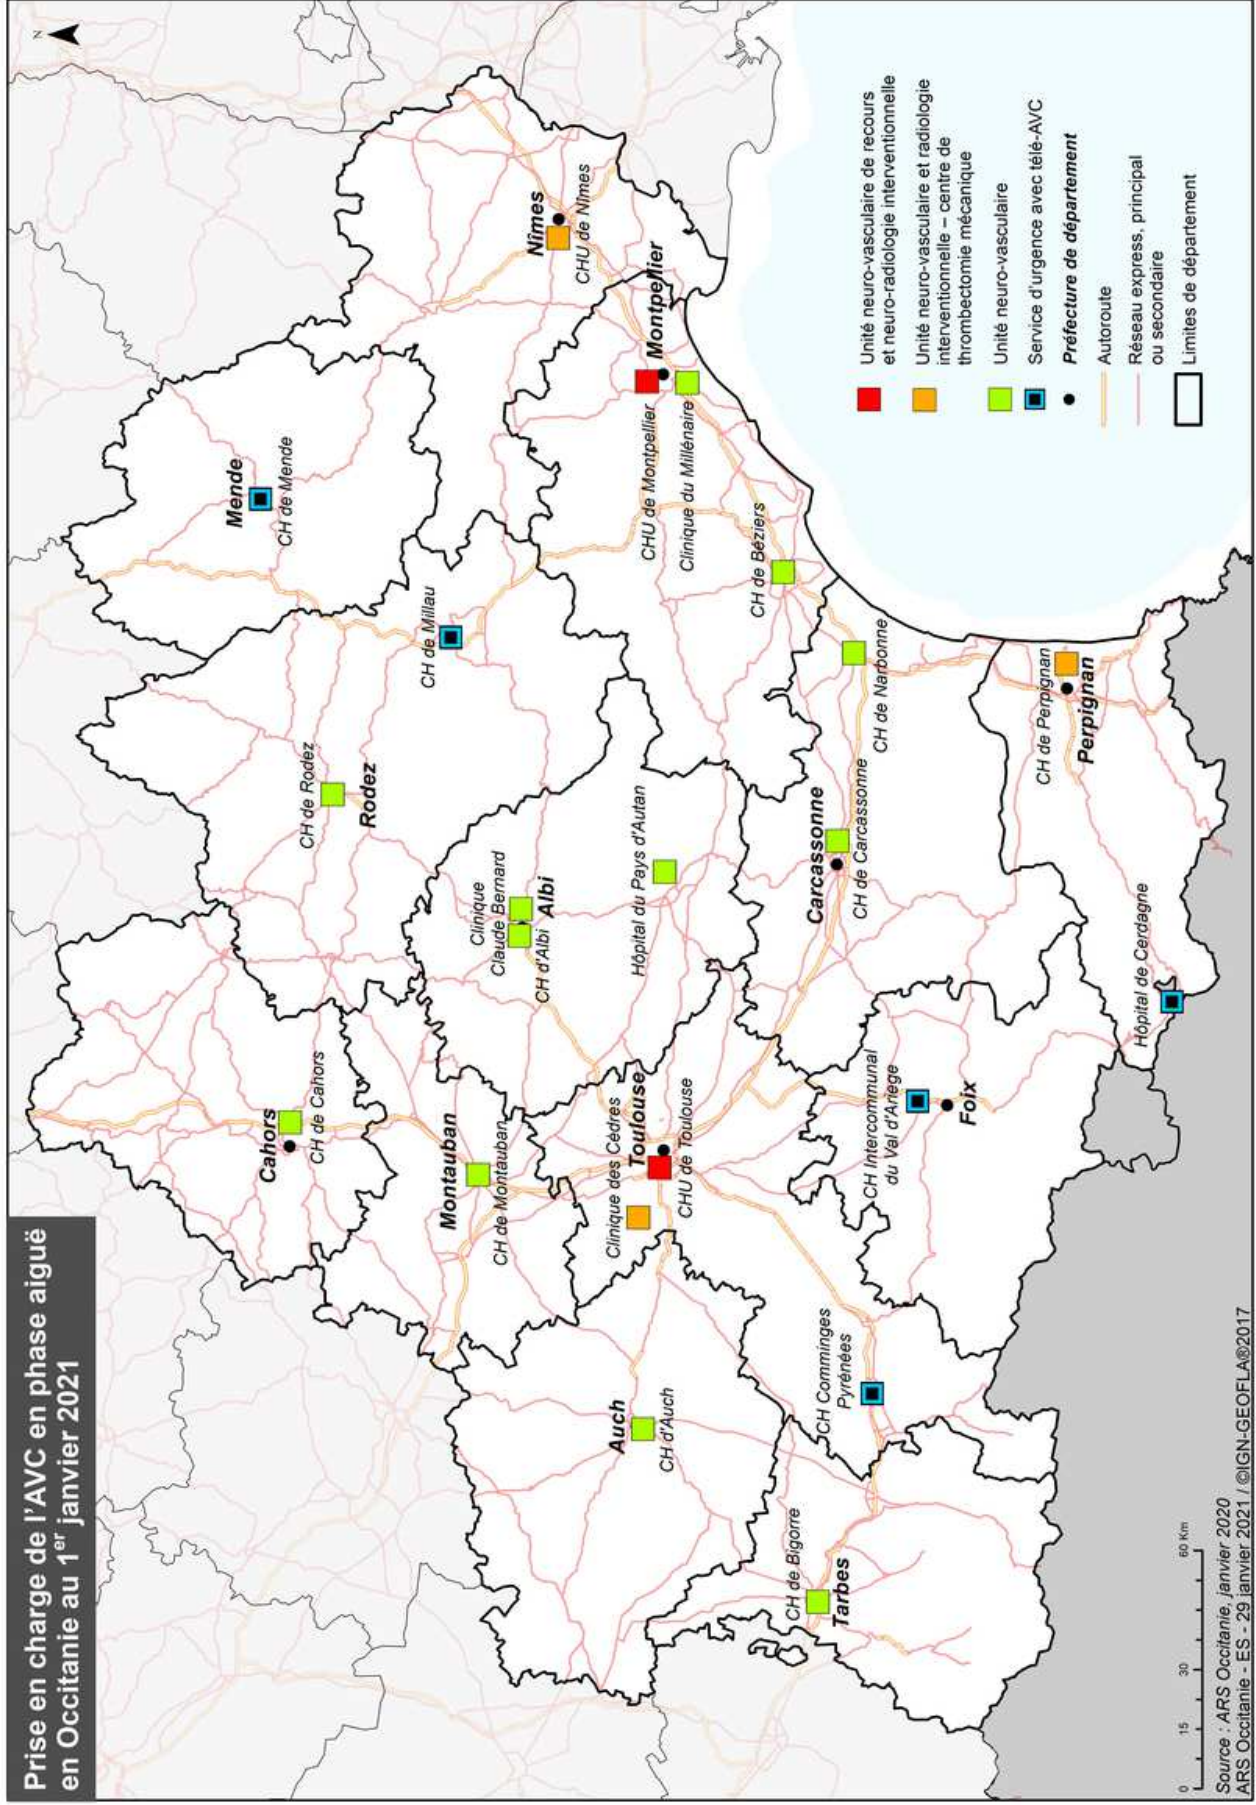 Prise en charge de l'AVC en phase aiguë
en Occitanie au 1er janvier 2021
N
Mende
CH de Mende
Nîmes
CHU de Nîmes
Cahors
CH de Cahors
CH de Rodez
Rodez
CH de Millau
Montauban
CH de Montauban
Clinique
Claude Bernard
CH d'Albi
Albi
Montpellier
CHU de Montpellier
Clinique du Millénaire
Auch
CH d'Auch
Clinique des Cèdres
Toulouse
CHU de Toulouse
Hôpital du Pays d'Autan
CH de Béziers
CH de Bigorre
Tarbes
CH Comminges
Pyrénées
CH Intercommunal
du Val d'Ariège
Foix
Carcassonne
CH de Carcassonne
CH de Narbonne
CH de Perpignan
Perpignan
Hôpital de Cerdagne
Unité neuro-vasculaire de recours
et neuro-radiologie interventionnelle
Unité neuro-vasculaire et radiologie
interventionnelle – centre de
thrombectomie mécanique
Unité neuro-vasculaire
Service d'urgence avec télé-AVC
Préfecture de département
Autoroute
Réseau express, principal
ou secondaire
Limites de département
0 15 30 60 Km
Source : ARS Occitanie, janvier 2020
ARS Occitanie - ES - 29 janvier 2021 / ©IGN-GEOFLA®2017